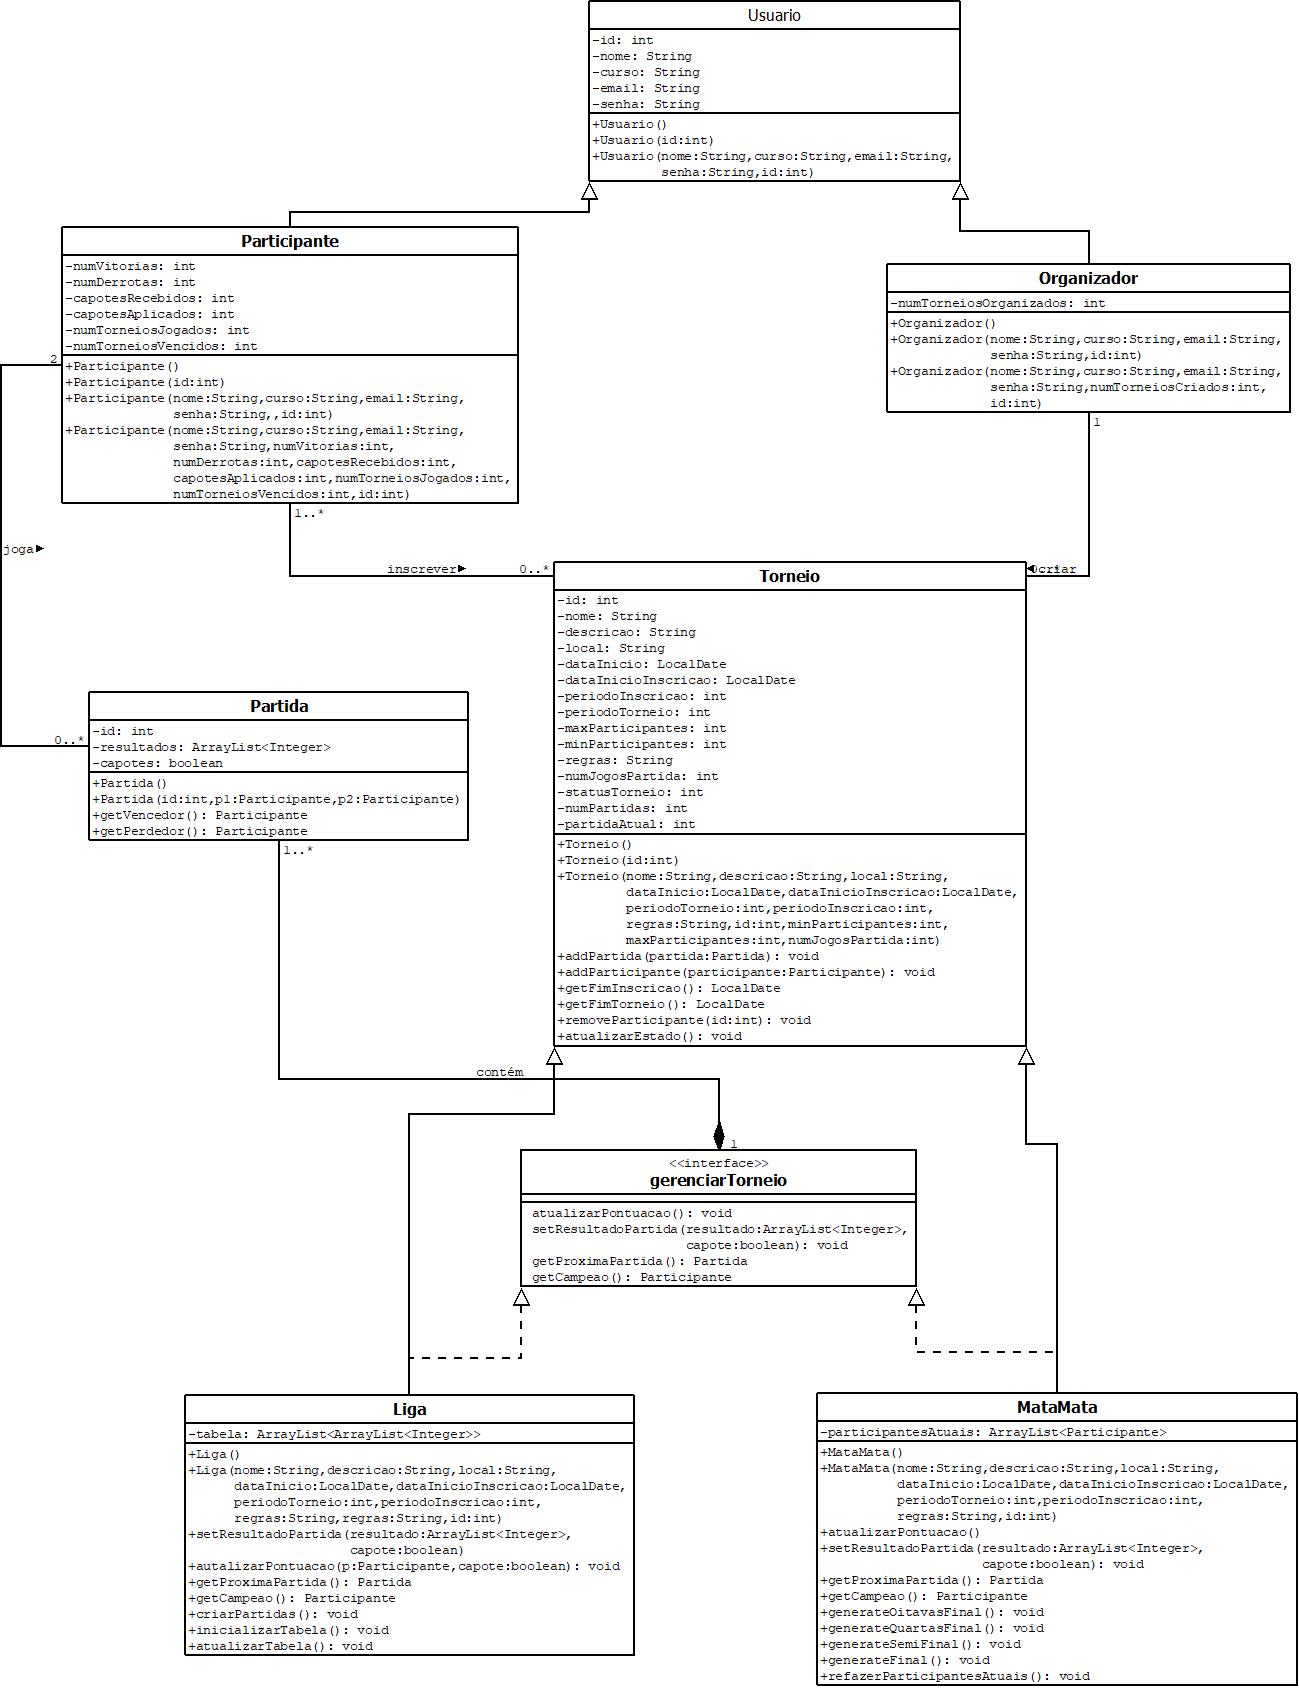 Usuario
-id: int
-nome: String
-curso: String
-email: String
-senha: String
+Usuario()
+Usuario(id:int)
+Usuario(nome:String,curso:String,email:String,
senha:String,id:int)
Participante
-numVitorias: int
-numDerrotas: int
-capotesRecebidos: int
-capotesAplicados: int
-numTorneiosJogados: int
-numTorneiosVencidos: int
+Participante()
+Participante(id:int)
+Participante(nome:String,curso:String,email:String,
senha:String,,id:int)
+Participante(nome:String,curso:String,email:String,
senha:String,numVitorias:int,
numDerrotas:int,capotesRecebidos:int,
capotesAplicados:int,numTorneiosJogados:int,
numTorneiosVencidos:int,id:int)
Organizador
-numTorneiosOrganizados: int
+Organizador()
+Organizador(nome:String,curso:String,email:String,
senha:String,id:int)
+Organizador(nome:String,curso:String,email:String,
senha:String,numTorneiosCriados:int,
id:int)
2
1
1..*
joga
inscrever
0..*
criar
Torneio
-id: int
-nome: String
-descricao: String
-local: String
-dataInicio: LocalDate
-dataInicioInscricao: LocalDate
-periodoInscricao: int
-periodoTorneio: int
-maxParticipantes: int
-minParticipantes: int
-regras: String
-numJogosPartida: int
-statusTorneio: int
-numPartidas: int
-partidaAtual: int
+Torneio()
+Torneio(id:int)
+Torneio(nome:String,descricao:String,local:String,
dataInicio:LocalDate,dataInicioInscricao:LocalDate,
periodoTorneio:int,periodoInscricao:int,
regras:String,id:int,minParticipantes:int,
maxParticipantes:int,numJogosPartida:int)
+addPartida(partida:Partida): void
+addParticipante(participante:Participante): void
+getFimInscricao(): LocalDate
+getFimTorneio(): LocalDate
+removeParticipante(id:int): void
+atualizarEstado(): void
0..*
Partida
-id: int
-resultados: ArrayList<Integer>
-capotes: boolean
+Partida()
+Partida(id:int,p1:Participante,p2:Participante)
+getVencedor(): Participante
+getPerdedor(): Participante
1..*
contém
1
<<interface>>
gerenciarTorneio
atualizarPontuacao(): void
setResultadoPartida(resultado:ArrayList<Integer>,
capote:boolean): void
getProximaPartida(): Partida
getCampeao(): Participante
Liga
-tabela: ArrayList<ArrayList<Integer>>
+Liga()
+Liga(nome:String,descricao:String,local:String,
dataInicio:LocalDate,dataInicioInscricao:LocalDate,
periodoTorneio:int,periodoInscricao:int,
regras:String,regras:String,id:int)
+setResultadoPartida(resultado:ArrayList<Integer>,
capote:boolean)
+autalizarPontuacao(p:Participante,capote:boolean): void
+getProximaPartida(): Partida
+getCampeao(): Participante
+criarPartidas(): void
+inicializarTabela(): void
+atualizarTabela(): void
MataMata
-participantesAtuais: ArrayList<Participante>
+MataMata()
+MataMata(nome:String,descricao:String,local:String,
dataInicio:LocalDate,dataInicioInscricao:LocalDate,
periodoTorneio:int,periodoInscricao:int,
regras:String,id:int)
+atualizarPontuacao()
+setResultadoPartida(resultado:ArrayList<Integer>,
capote:boolean): void
+getProximaPartida(): Partida
+getCampeao(): Participante
+generateOitavasFinal(): void
+generateQuartasFinal(): void
+generateSemiFinal(): void
+generateFinal(): void
+refazerParticipantesAtuais(): void